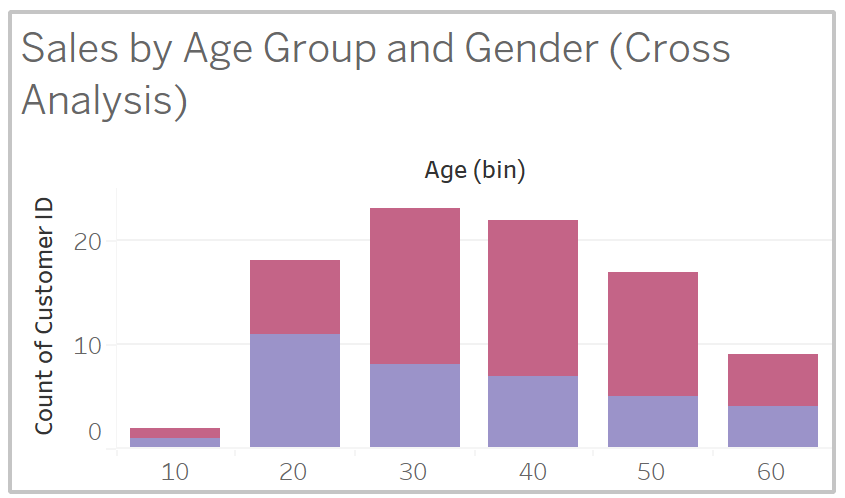 Sales by Age Group and Gender (Cross
Analysis)
Age (bin)
Count of Customer ID
20
10
0
10 20 30 40 50 60